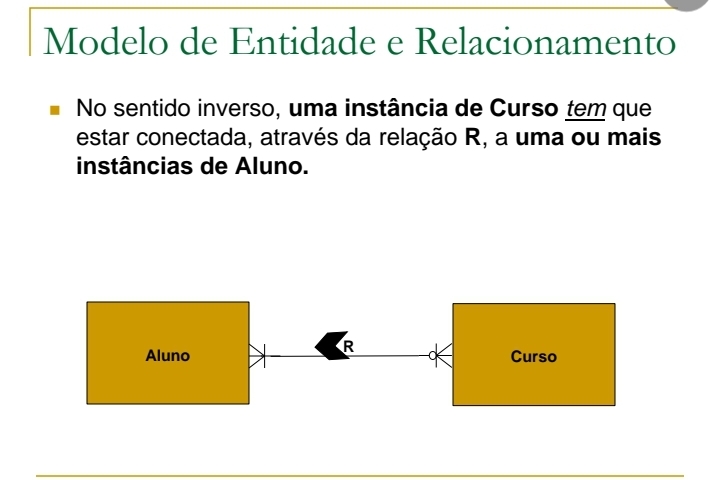 Modelo de Entidade e Relacionamento
No sentido inverso, uma instância de Curso tem que
estar conectada, através da relação R, a uma ou mais
instâncias de Aluno.
Aluno
R
Curso